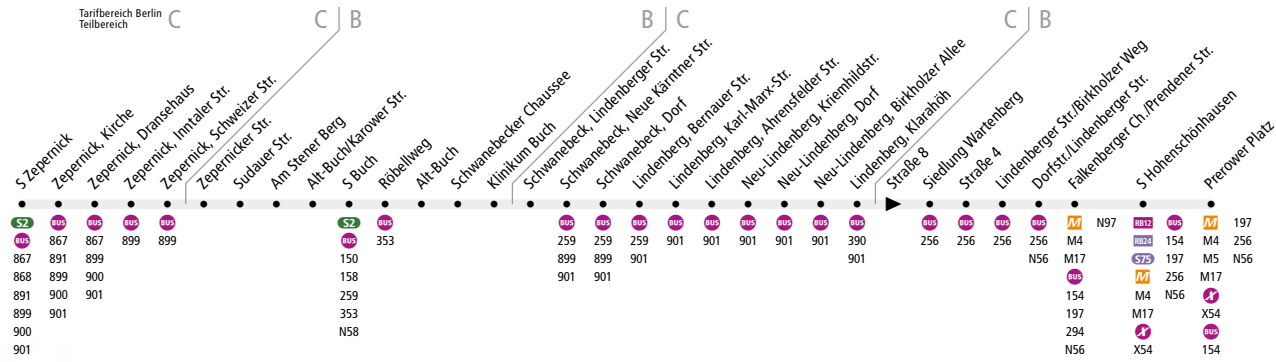 Tarifbereich Berlin
Teilbereich
C
C
B
B
C
C
B
S Zepernick
Zepernick, Kirche
Zepernick, Dransehaus
Zepernick, Inntaler Str.
Zepernick, Schweizer Str.
Zepernicker Str.
Sudauer Str.
Am Stener Berg
Alt-Buch/Karower Str.
S Buch
Röbellweg
Alt-Buch
Schwanebecker Chaussee
Klinikum Buch
Schwanebeck, Lindenberger Str.
Schwanebeck, Neue Kärntner Str.
Schwanebeck, Dorf
Lindenberg, Bernauer Str.
Lindenberg, Karl-Marx-Str.
Lindenberg, Ahrensfelder Str.
Neu-Lindenberg, Kriemhildstr.
Neu-Lindenberg, Dorf
Neu-Lindenberg, Birkholzer Allee
Lindenberg, Klarahöh
Straße 8
Siedlung Wartenberg
Straße 4
Lindenberger Str./Birkholzer Weg
Dorfstr./Lindenberger Str.
Falkenberger Ch./Prendener Str.
S Hohenschönhausen
Prerower Platz
S2
BUS
867
868
891
899
900
901
BUS
867
891
899
900
901
BUS
867
899
900
901
BUS
899
BUS
899
S2
BUS
150
158
259
353
N58
BUS
353
BUS
259
899
901
BUS
259
899
901
BUS
259
901
BUS
901
BUS
901
BUS
901
BUS
901
BUS
901
BUS
390
901
BUS
256
BUS
256
BUS
256
BUS
256
N56
M
M4
M17
BUS
154
197
294
N56
N97
RB12
RB24
S75
M
M4
M17
X
X54
BUS
154
197
256
N56
M
M4
M5
M17
X
X54
BUS
154
197
256
N56